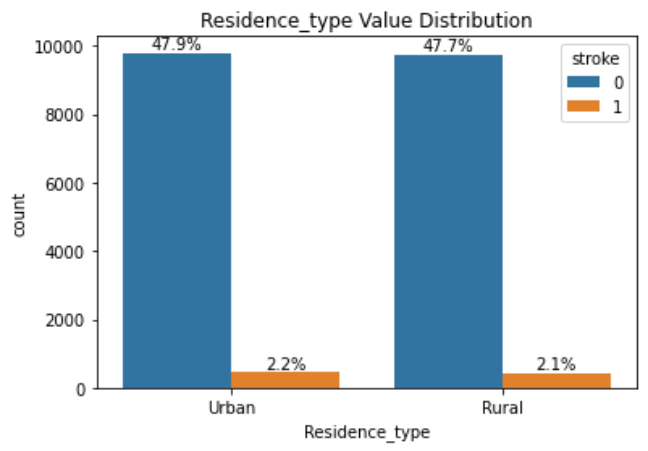 Residence_type Value Distribution
10000
8000
6000
4000
2000
0
count
47.9%
2.2%
47.7%
2.1%
stroke
0
1
Urban
Rural
Residence_type